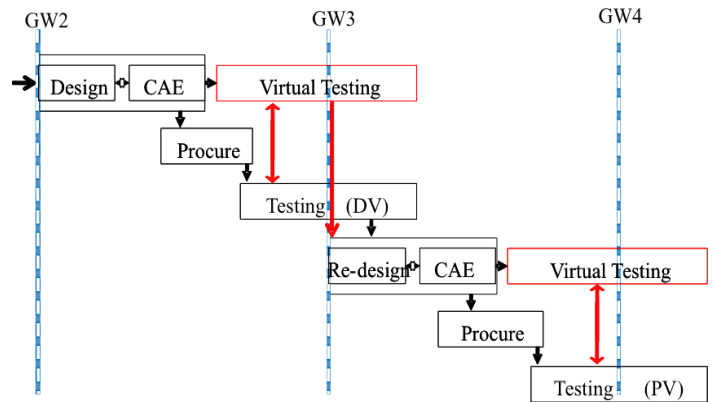 GW2 GW3 GW4
Design CAE Virtual Testing
Procure
Testing (DV)
Re-design CAE Virtual Testing
Procure
Testing (PV)